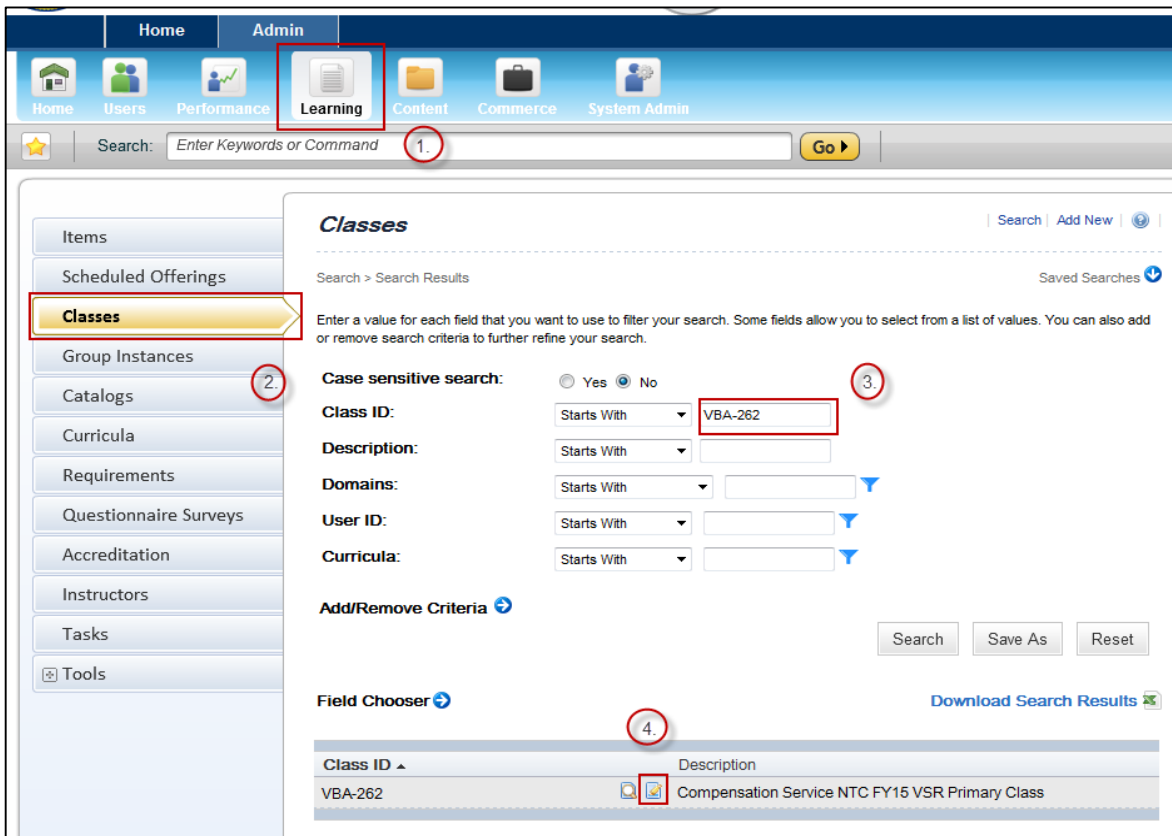 Home Admin
Home Users Performance Learning Content Commerce System Admin
Search: Enter Keywords or Command 1. Go
Items
Scheduled Offerings
Classes
Group Instances
2.
Catalogs
Curricula
Requirements
Questionnaire Surveys
Accreditation
Instructors
Tasks
Tools
Classes
Search Add New
Search > Search Results Saved Searches
Enter a value for each field that you want to use to filter your search. Some fields allow you to select from a list of values. You can also add
or remove search criteria to further refine your search.
Case sensitive search: Yes No 3.
Class ID: Starts With VBA-262
Description: Starts With
Domains: Starts With
User ID: Starts With
Curricula: Starts With
Add/Remove Criteria
Search Save As Reset
Field Chooser Download Search Results
4.
Class ID Description
VBA-262 Compensation Service NTC FY15 VSR Primary Class